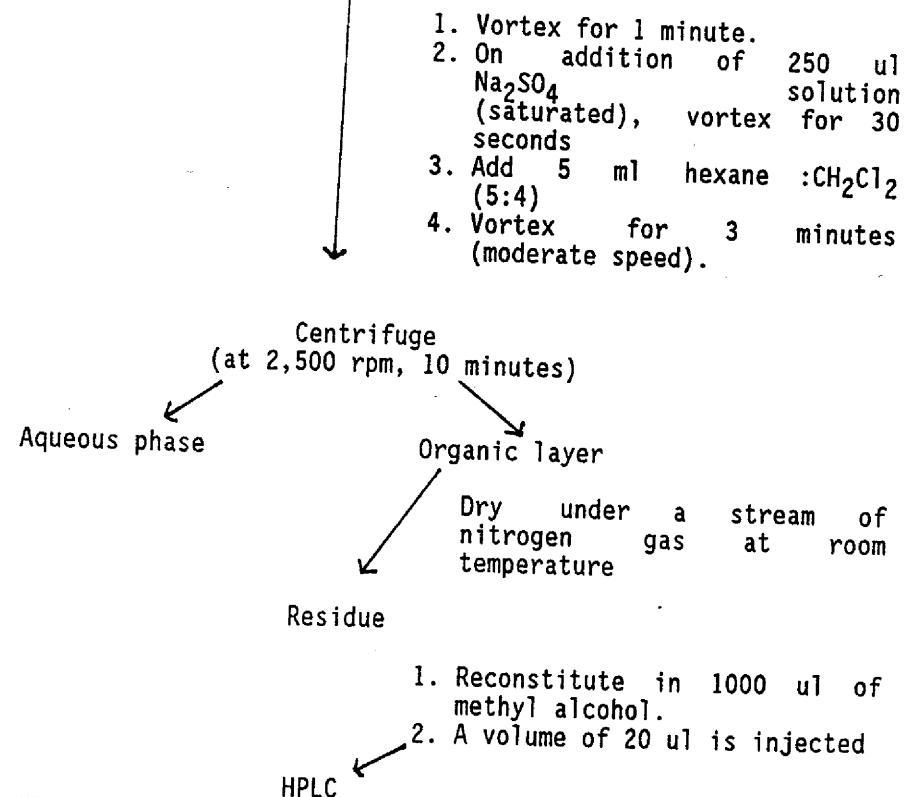 1. Vortex for 1 minute.
2. On addition of 250 ul
Na2SO4 solution
(saturated), vortex for 30
seconds
3. Add 5 ml hexane :CH2Cl2
(5:4)
4. Vortex for 3 minutes
(moderate speed).
Centrifuge
(at 2,500 rpm, 10 minutes)
Aqueous phase
Organic layer
Dry under a stream of
nitrogen gas at room
temperature
Residue
1. Reconstitute in 1000 ul of
methyl alcohol.
2. A volume of 20 ul is injected
HPLC